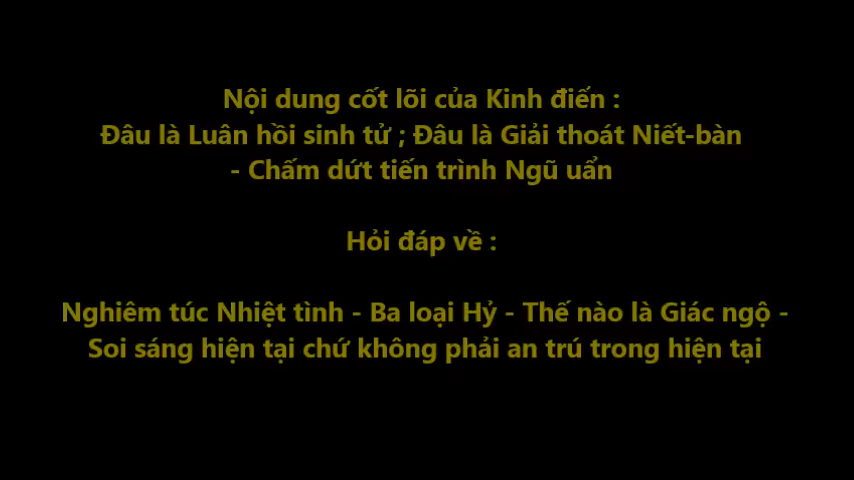 Nội dung cốt lõi của Kinh điển :
Đâu là Luân hồi sinh tử ; Đâu là Giải thoát Niết-bàn
- Chấm dứt tiến trình Ngũ uẩn
Hỏi đáp về :
Nghiêm túc Nhiệt tình - Ba loại Hỷ - Thế nào là Giác ngộ -
Soi sáng hiện tại chứ không phải an trú trong hiện tại